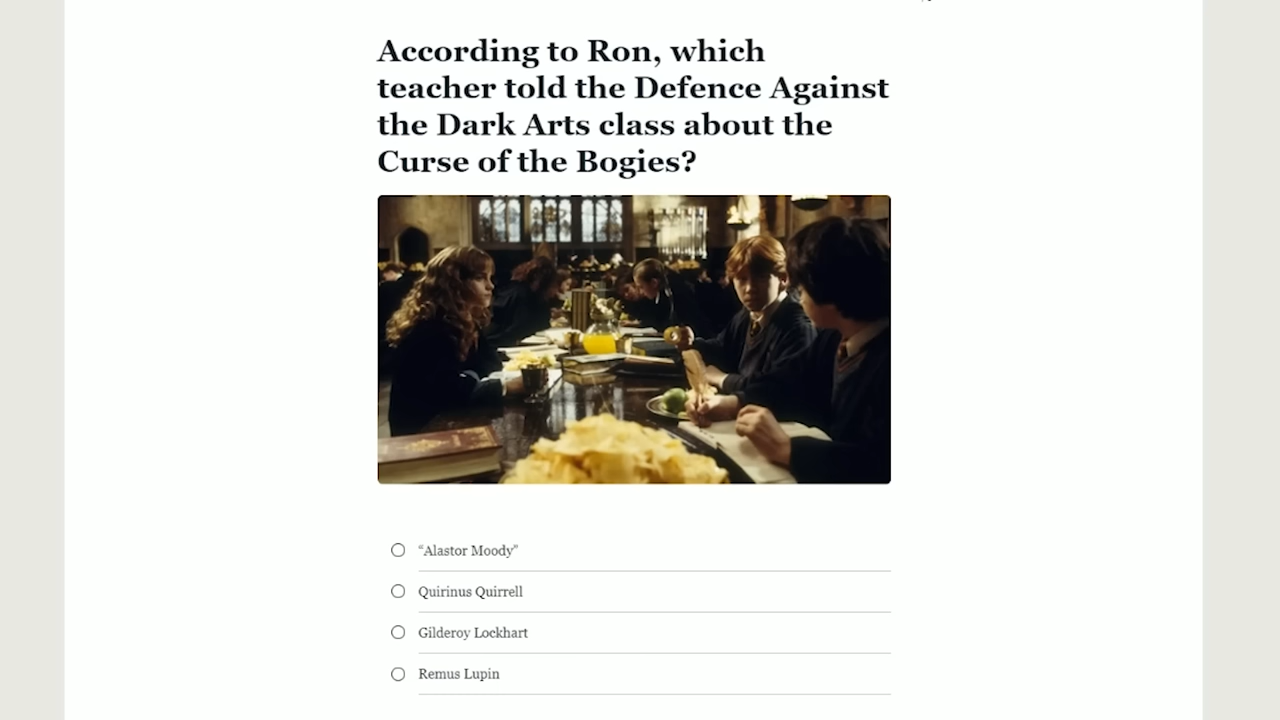 According to Ron, which
teacher told the Defence Against
the Dark Arts class about the
Curse of the Bogies?
“Alastor Moody”
Quirinus Quirrell
Gilderoy Lockhart
Remus Lupin